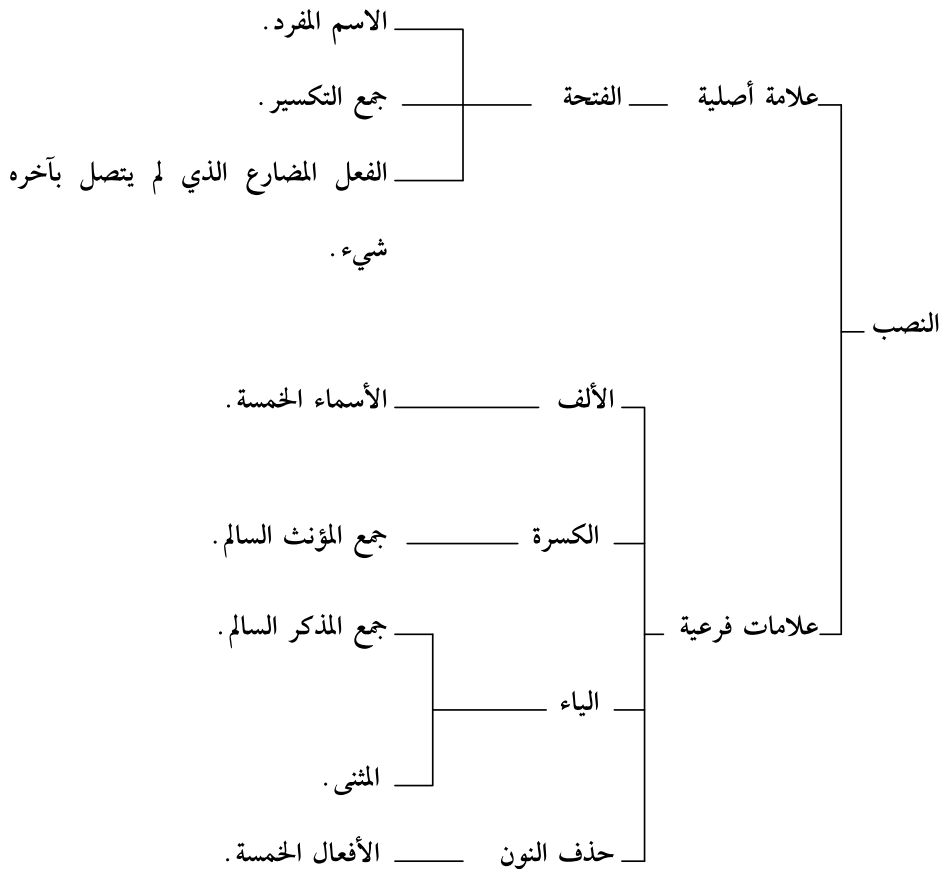 الاسم المفرد.
علامة أصلية الفتحة جمع التكسير.
الفعل المضارع الذي لم يتصل بآخره
شيء.
النصب
الألف الأسماء الخمسة.
الكسرة جمع المؤنث السالم.
علامات فرعية جمع المذكر السالم.
الياء
المثنى.
حذف النون الأفعال الخمسة.